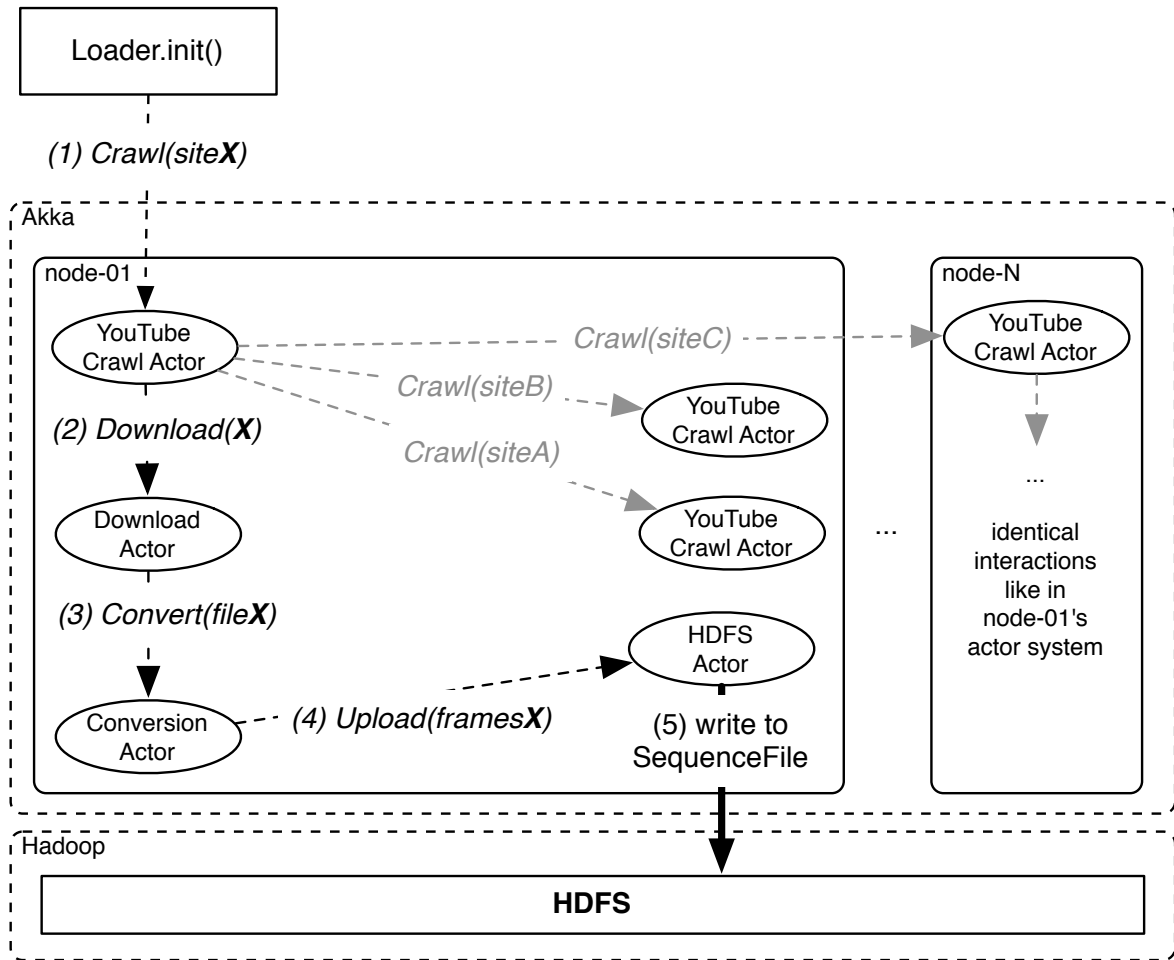 Loader.init()
(1) Crawl(siteX)
Akka
node-01
node-N
YouTube
Crawl Actor
Crawl(siteC)
YouTube
Crawl Actor
Crawl(siteB)
YouTube
Crawl Actor
(2) Download(X)
Crawl(siteA)
...
Download
Actor
YouTube
Crawl Actor
...
identical
interactions
like in
node-01's
actor system
(3) Convert(fileX)
HDFS
Actor
Conversion
Actor
(4) Upload(framesX)
(5) write to
SequenceFile
Hadoop
HDFS